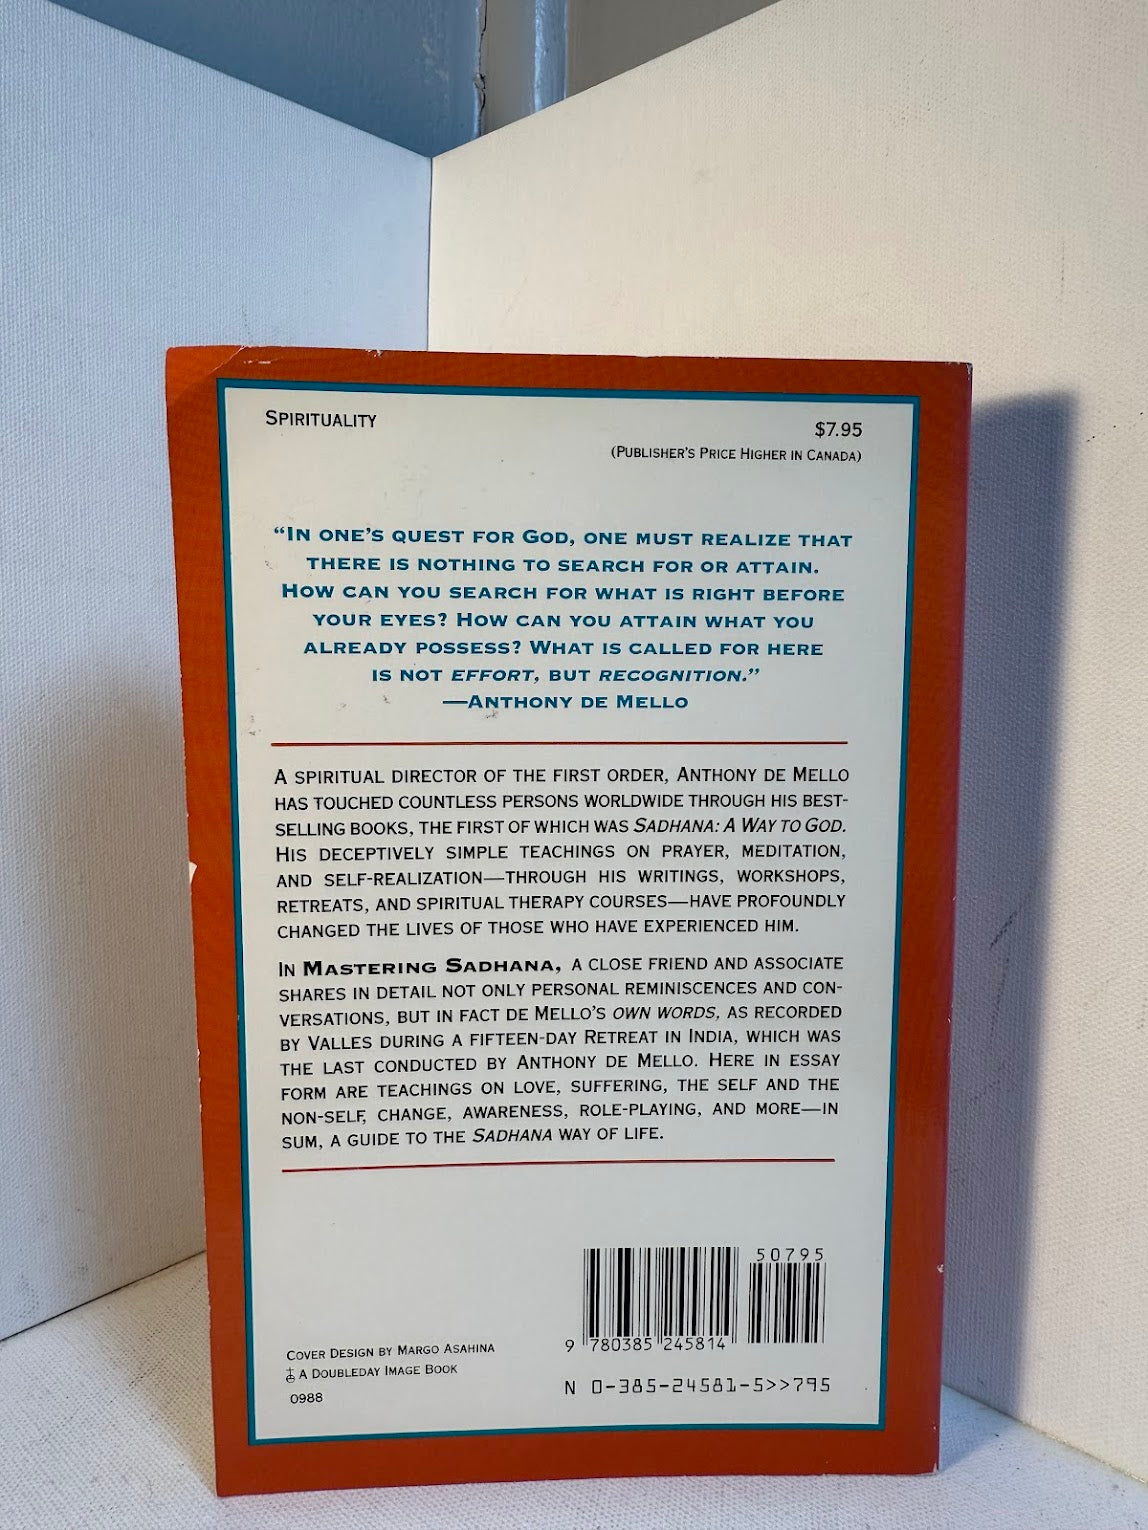 SPIRITUALITY
$7.95
(PUBLISHER'S PRICE HIGHER IN CANADA)
“IN ONE'S QUEST FOR GOD, ONE MUST REALIZE THAT
THERE IS NOTHING TO SEARCH FOR OR ATTAIN.
HOW CAN YOU SEARCH FOR WHAT IS RIGHT BEFORE
YOUR EYES? HOW CAN YOU ATTAIN WHAT YOU
ALREADY POSSESS? WHAT IS CALLED FOR HERE
IS NOT EFFORT, BUT RECOGNITION.”
—ANTHONY DE MELLO
A SPIRITUAL DIRECTOR OF THE FIRST ORDER, ANTHONY DE MELLO
HAS TOUCHED COUNTLESS PERSONS WORLDWIDE THROUGH HIS BEST-
SELLING BOOKS, THE FIRST OF WHICH WAS SADHANA: A WAY TO GOD.
HIS DECEPTIVELY SIMPLE TEACHINGS ON PRAYER, MEDITATION,
AND SELF-REALIZATION—THROUGH HIS WRITINGS, WORKSHOPS,
RETREATS, AND SPIRITUAL THERAPY COURSES—HAVE PROFOUNDLY
CHANGED THE LIVES OF THOSE WHO HAVE EXPERIENCED HIM.
IN MASTERING SADHANA, A CLOSE FRIEND AND ASSOCIATE
SHARES IN DETAIL NOT ONLY PERSONAL REMINISCENCES AND CON-
VERSATIONS, BUT IN FACT DE MELLO'S OWN WORDS, AS RECORDED
BY VALLES DURING A FIFTEEN-DAY RETREAT IN INDIA, WHICH WAS
THE LAST CONDUCTED BY ANTHONY DE MELLO. HERE IN ESSAY
FORM ARE TEACHINGS ON LOVE, SUFFERING, THE SELF AND THE
NON-SELF, CHANGE, AWARENESS, ROLE-PLAYING, AND MORE—IN
SUM, A GUIDE TO THE SADHANA WAY OF LIFE.
50795
9 780385 245814
N 0-385-24581-5>>795
COVER DESIGN BY MARGO ASAHINA
A DOUBLEDAY IMAGE BOOK
0988